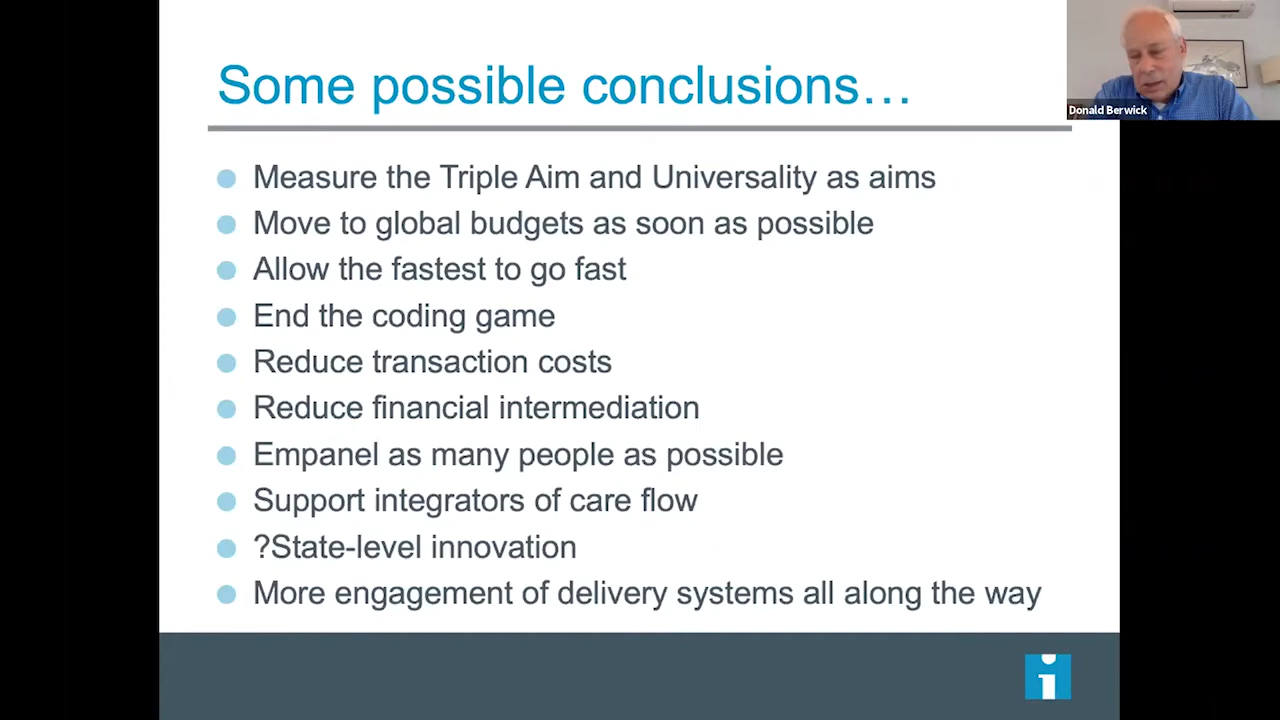 Some possible conclusions…
Donald Berwick
Measure the Triple Aim and Universality as aims
Move to global budgets as soon as possible
Allow the fastest to go fast
End the coding game
Reduce transaction costs
Reduce financial intermediation
Empanel as many people as possible
Support integrators of care flow
?State-level innovation
More engagement of delivery systems all along the way
i